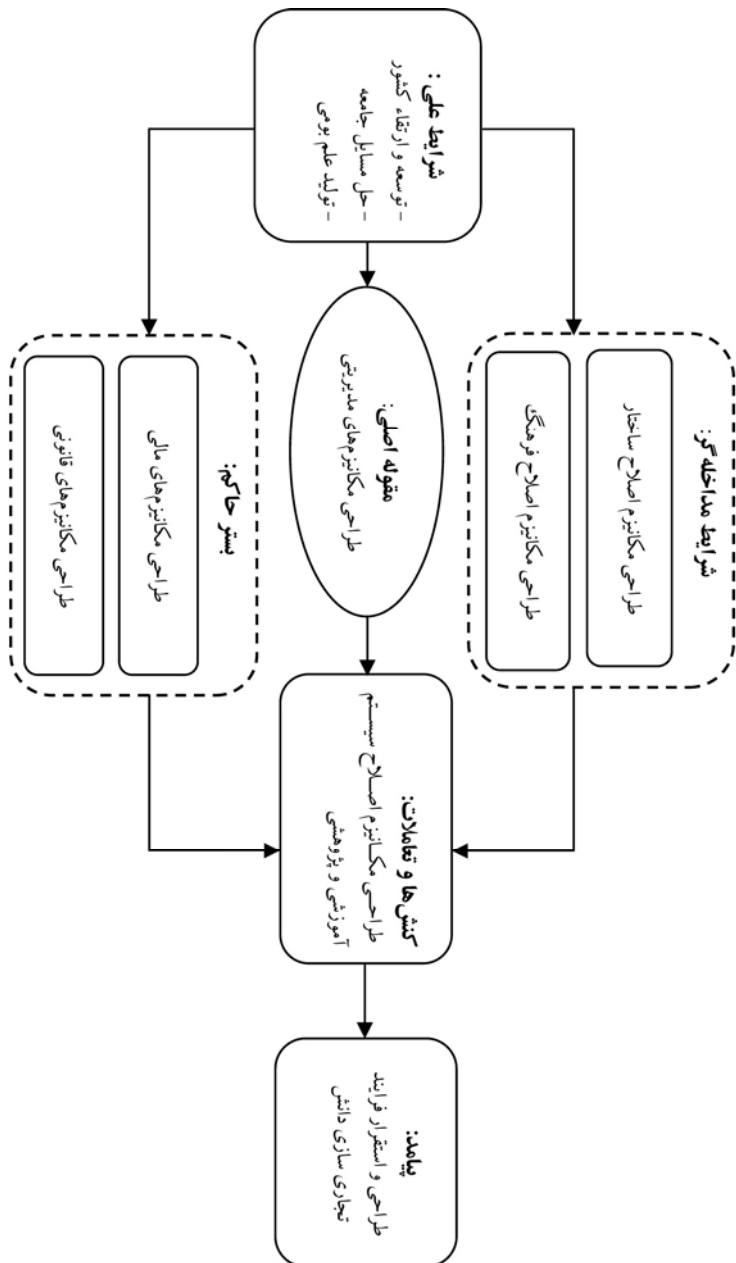 شرایط علی :
- توسعه و ارتقاء کشور
- حل مسایل جامعه
- تولید علم بومی
شرایط مداخله گر:
طراحی مکانیزم اصلاح ساختار
طراحی مکانیزم اصلاح فرهنگ
مقوله اصلی:
طراحی مکانیزم‌های مدیریتی
بستر حاکم:
طراحی مکانیزم‌های مالی
طراحی مکانیزم‌های قانونی
کنش‌ها و تعاملات:
طراحی مکانیزم اصلاح سیستم
آموزشی و پژوهشی
پیامد:
طراحی و استقرار فرایند
تجاری سازی دانش